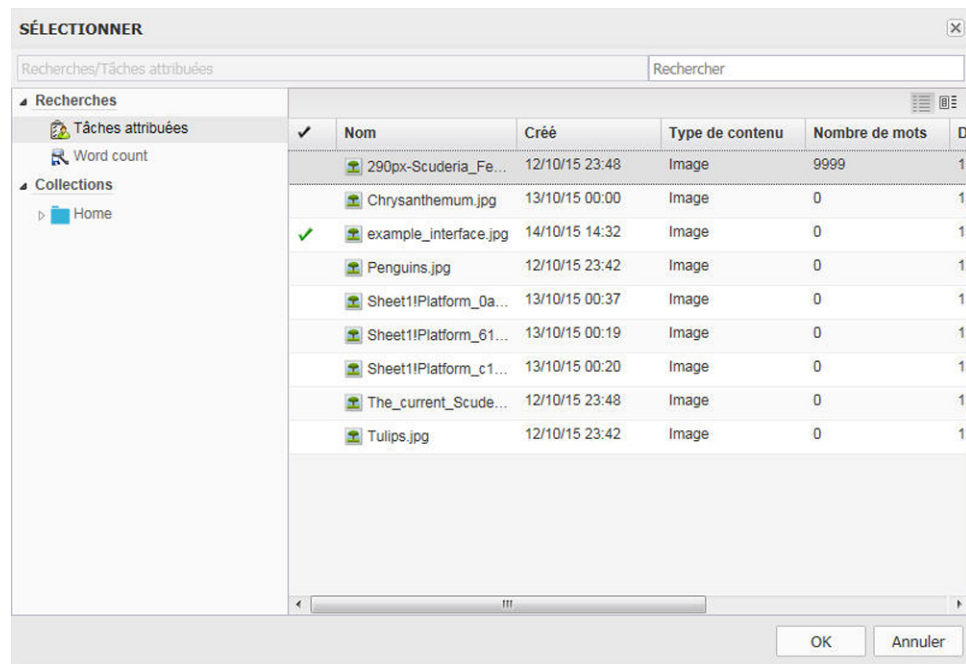 SÉLECTIONNER
Recherches/Tâches attribuées Rechercher
Recherches
Tâches attribuées
Word count
Collections
Home
Nom Créé Type de contenu Nombre de mots D
290px-Scuderia_Fe... 12/10/15 23:48 Image 9999 1
Chrysanthemum.jpg 13/10/15 00:00 Image 0 1
example_interface.jpg 14/10/15 14:32 Image 0 1
Penguins.jpg 12/10/15 23:42 Image 0 1
Sheet1!Platform_0a... 13/10/15 00:37 Image 0 1
Sheet1!Platform_61... 13/10/15 00:19 Image 0 1
Sheet1!Platform_c1... 13/10/15 00:20 Image 0 1
The_current_Scude... 12/10/15 23:48 Image 0 1
Tulips.jpg 12/10/15 23:42 Image 0 1
OK Annuler